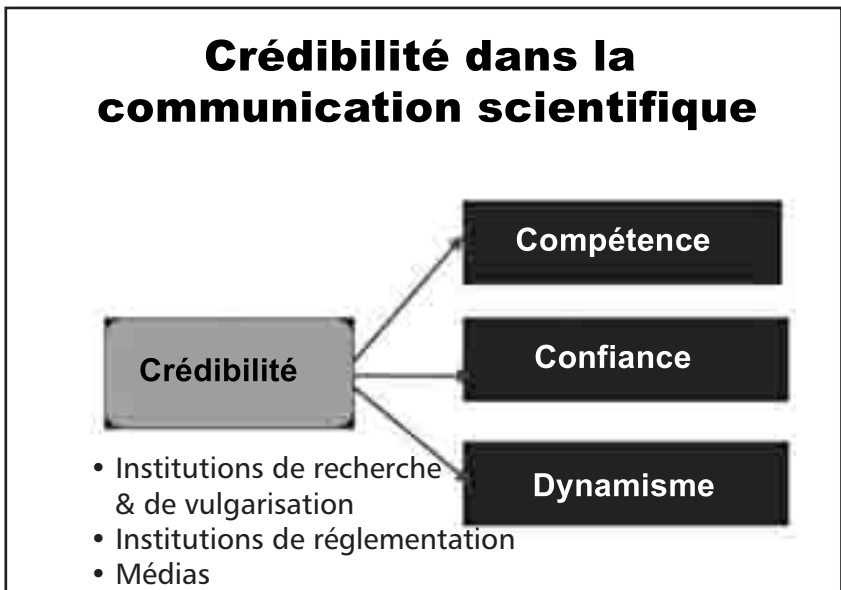 Crédibilité dans la
communication scientifique
Compétence
Crédibilité
Confiance
Dynamisme
• Institutions de recherche
& de vulgarisation
• Institutions de réglementation
• Médias